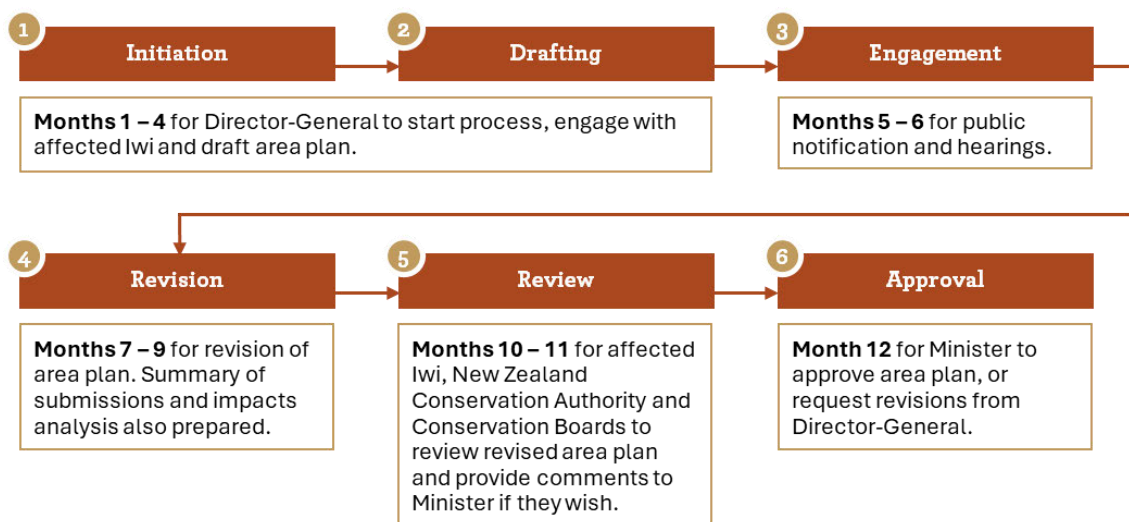 1
Initiation
2
Drafting
3
Engagement
Months 1 – 4 for Director-General to start process, engage with
affected Iwi and draft area plan.
Months 5 – 6 for public
notification and hearings.
4
Revision
5
Review
6
Approval
Months 7 – 9 for revision of
area plan. Summary of
submissions and impacts
analysis also prepared.
Months 10 – 11 for affected
Iwi, New Zealand
Conservation Authority and
Conservation Boards to
review revised area plan
and provide comments to
Minister if they wish.
Month 12 for Minister to
approve area plan, or
request revisions from
Director-General.